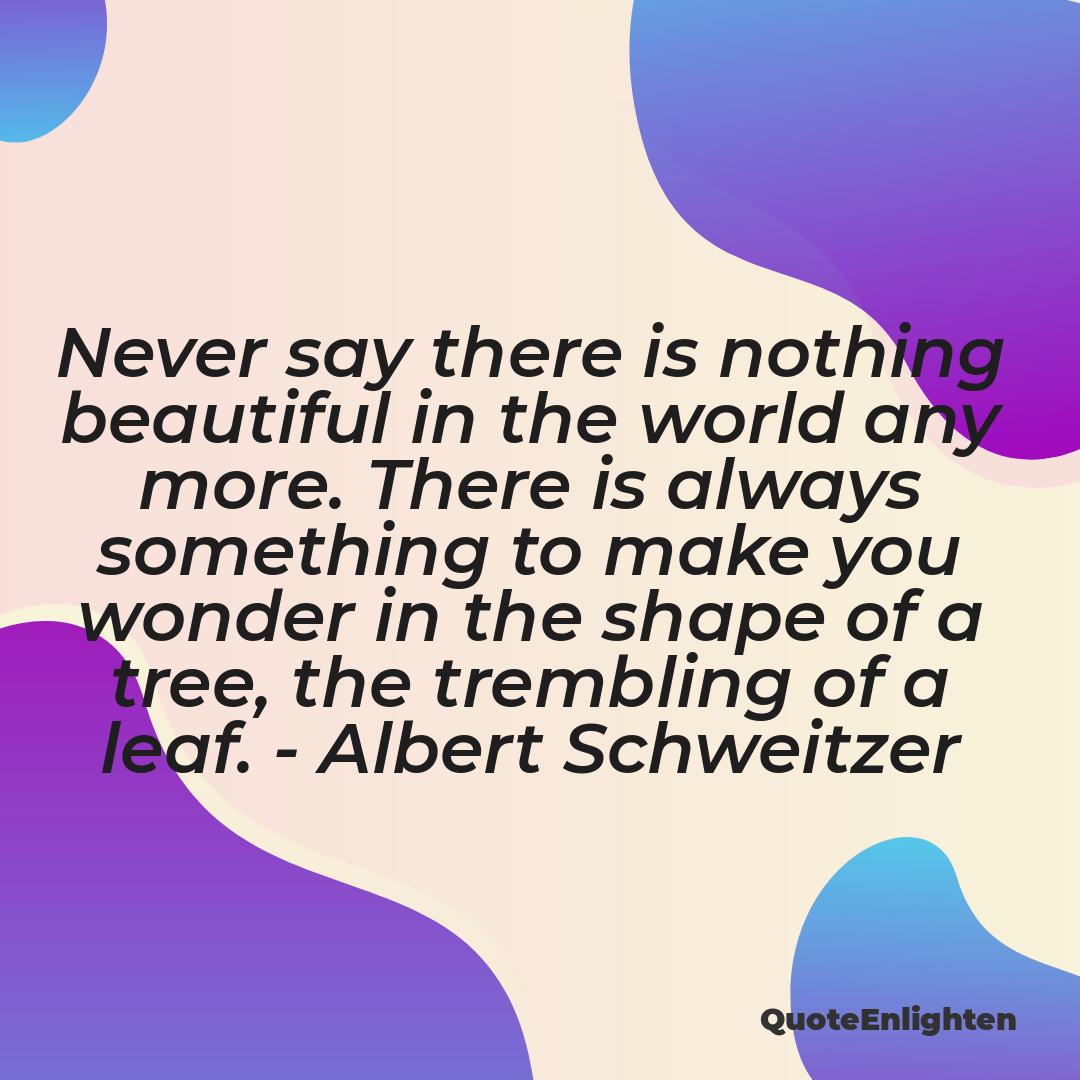 Never say there is nothing
beautiful in the world any
more. There is always
something to make you
wonder in the shape of a
tree, the trembling of a
leaf. - Albert Schweitzer
QuoteEnlighten